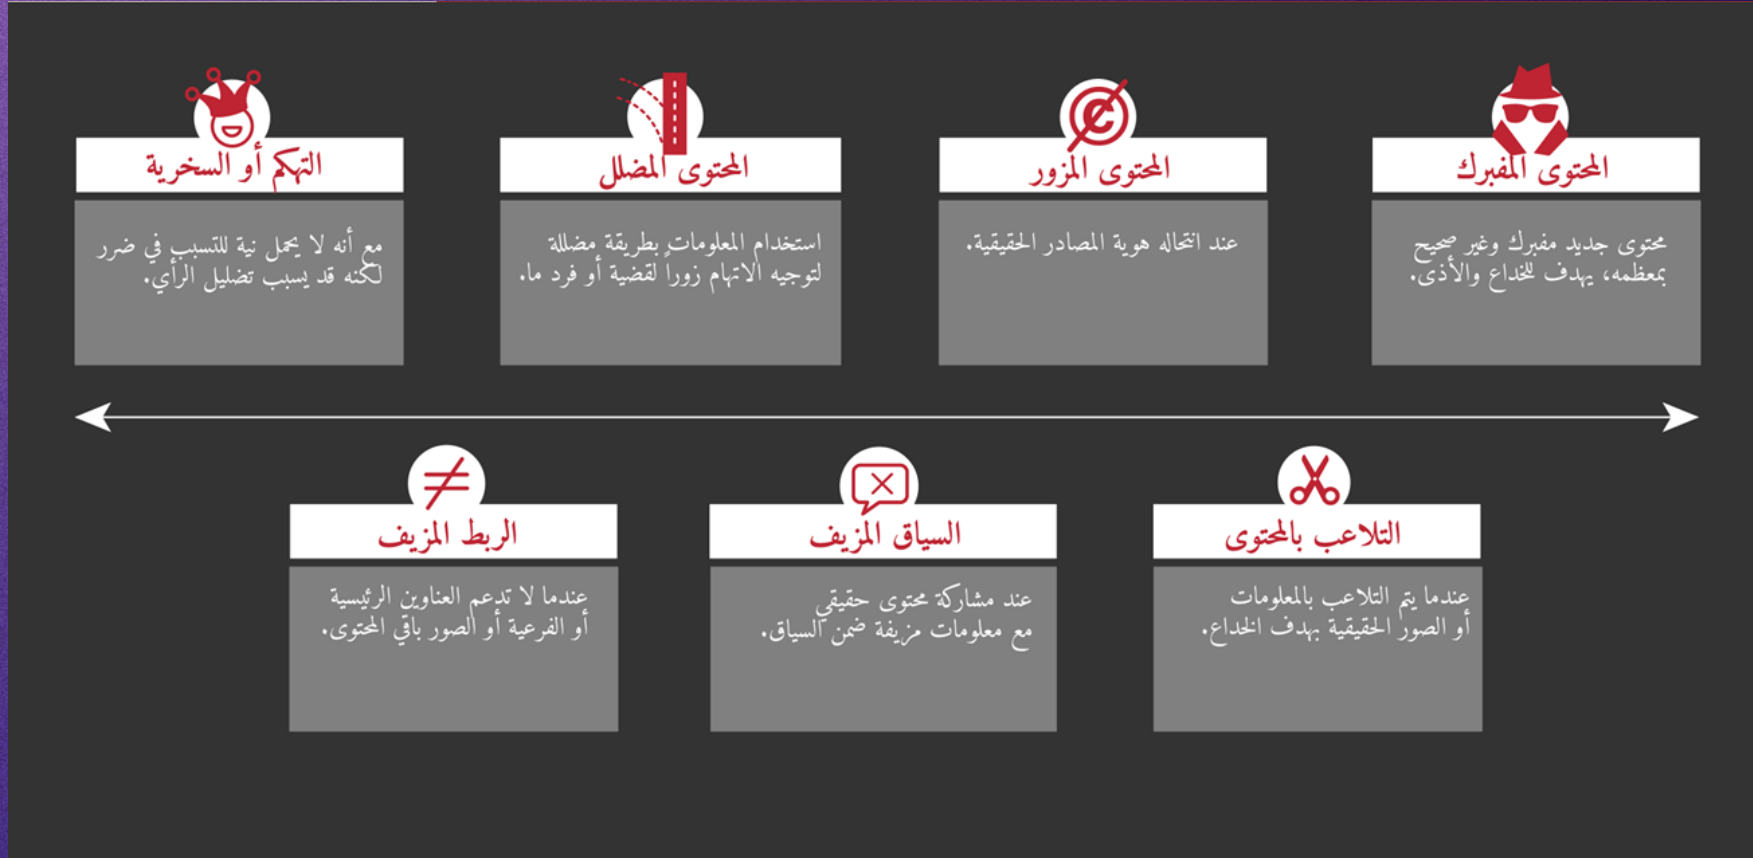 المحتوى المفبرك
محتوى جديد مفبرك وغير صحيح
بمعظمه، يهدف للخداع والأذى.
المحتوى المزور
عند انتحاله هوية المصادر الحقيقية.
المحتوى المضلل
استخدام المعلومات بطريقة مضللة
لتوجيه الاتهام زوراً لقضية أو فرد ما.
التهكم أو السخرية
مع أنه لا يحمل نية للتسبب في ضرر
لكنه قد يسبب تضليل الرأي.
التلاعب بالمحتوى
عندما يتم التلاعب بالمعلومات
أو الصور الحقيقية بهدف الخداع.
السياق المزيف
عند مشاركة محتوى حقيقي
مع معلومات مزيفة ضمن السياق.
الربط المزيف
عندما لا تدعم العناوين الرئيسية
أو الفرعية أو الصور باقي المحتوى.